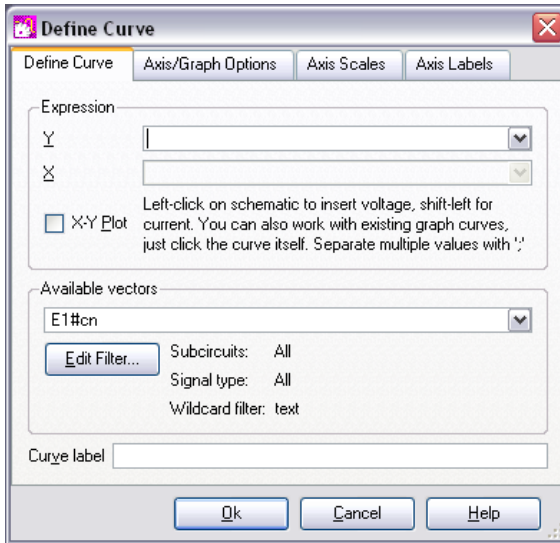 Define Curve
Define Curve Axis/Graph Options Axis Scales Axis Labels
Expression
Y
X
X-Y Plot
Left-click on schematic to insert voltage, shift-left for
current. You can also work with existing graph curves,
just click the curve itself. Separate multiple values with ';'
Available vectors
E1#cn
Edit Filter... Subcircuits: All
Signal type: All
Wildcard filter: text
Curve label
Ok Cancel Help